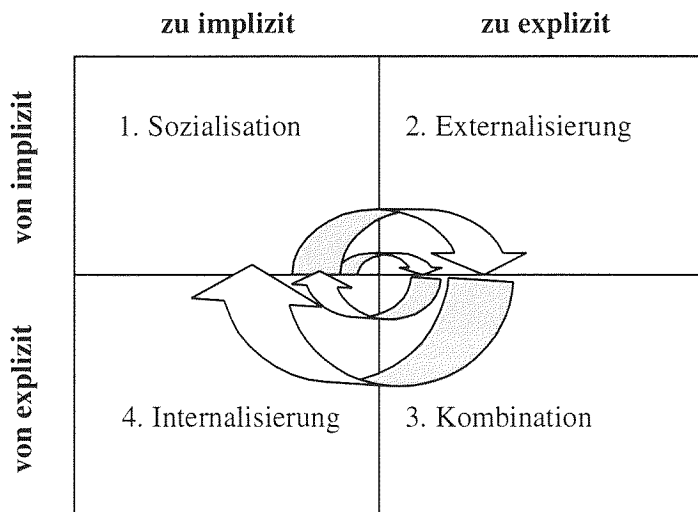 zu implizit
zu explizit
von implizit
1. Sozialisation
2. Externalisierung
von explizit
4. Internalisierung
3. Kombination